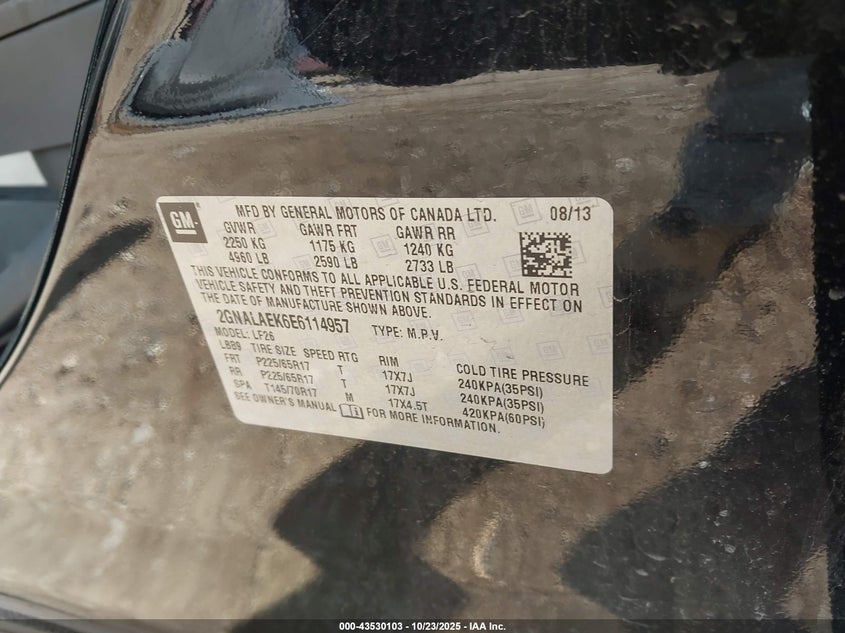 GM
MFD BY GENERAL MOTORS OF CANADA LTD. 08/13
GVWR GAWR FRT GAWR RR
2250 KG 1175 KG 1240 KG
4960 LB 2590 LB 2733 LB
THIS VEHICLE CONFORMS TO ALL APPLICABLE U.S. FEDERAL MOTOR
VEHICLE SAFETY AND THEFT PREVENTION STANDARDS IN EFFECT ON
THE DATE OF MANUFACTURE SHOWN ABOVE.
2GNALAEK6E6114957 TYPE: M.P.V.
MODEL: LF26
LBB9 TIRE SIZE SPEED RTG RIM COLD TIRE PRESSURE
FRT P225/65R17 T 17X7J 240KPA(35PSI)
RR P225/65R17 T 17X7J 240KPA(35PSI)
SPA T145/70R17 M 17X4.5T 420KPA(60PSI)
SEE OWNER'S MANUAL FOR MORE INFORMATION.
000-43530103 - 10/23/2025 - IAA Inc.